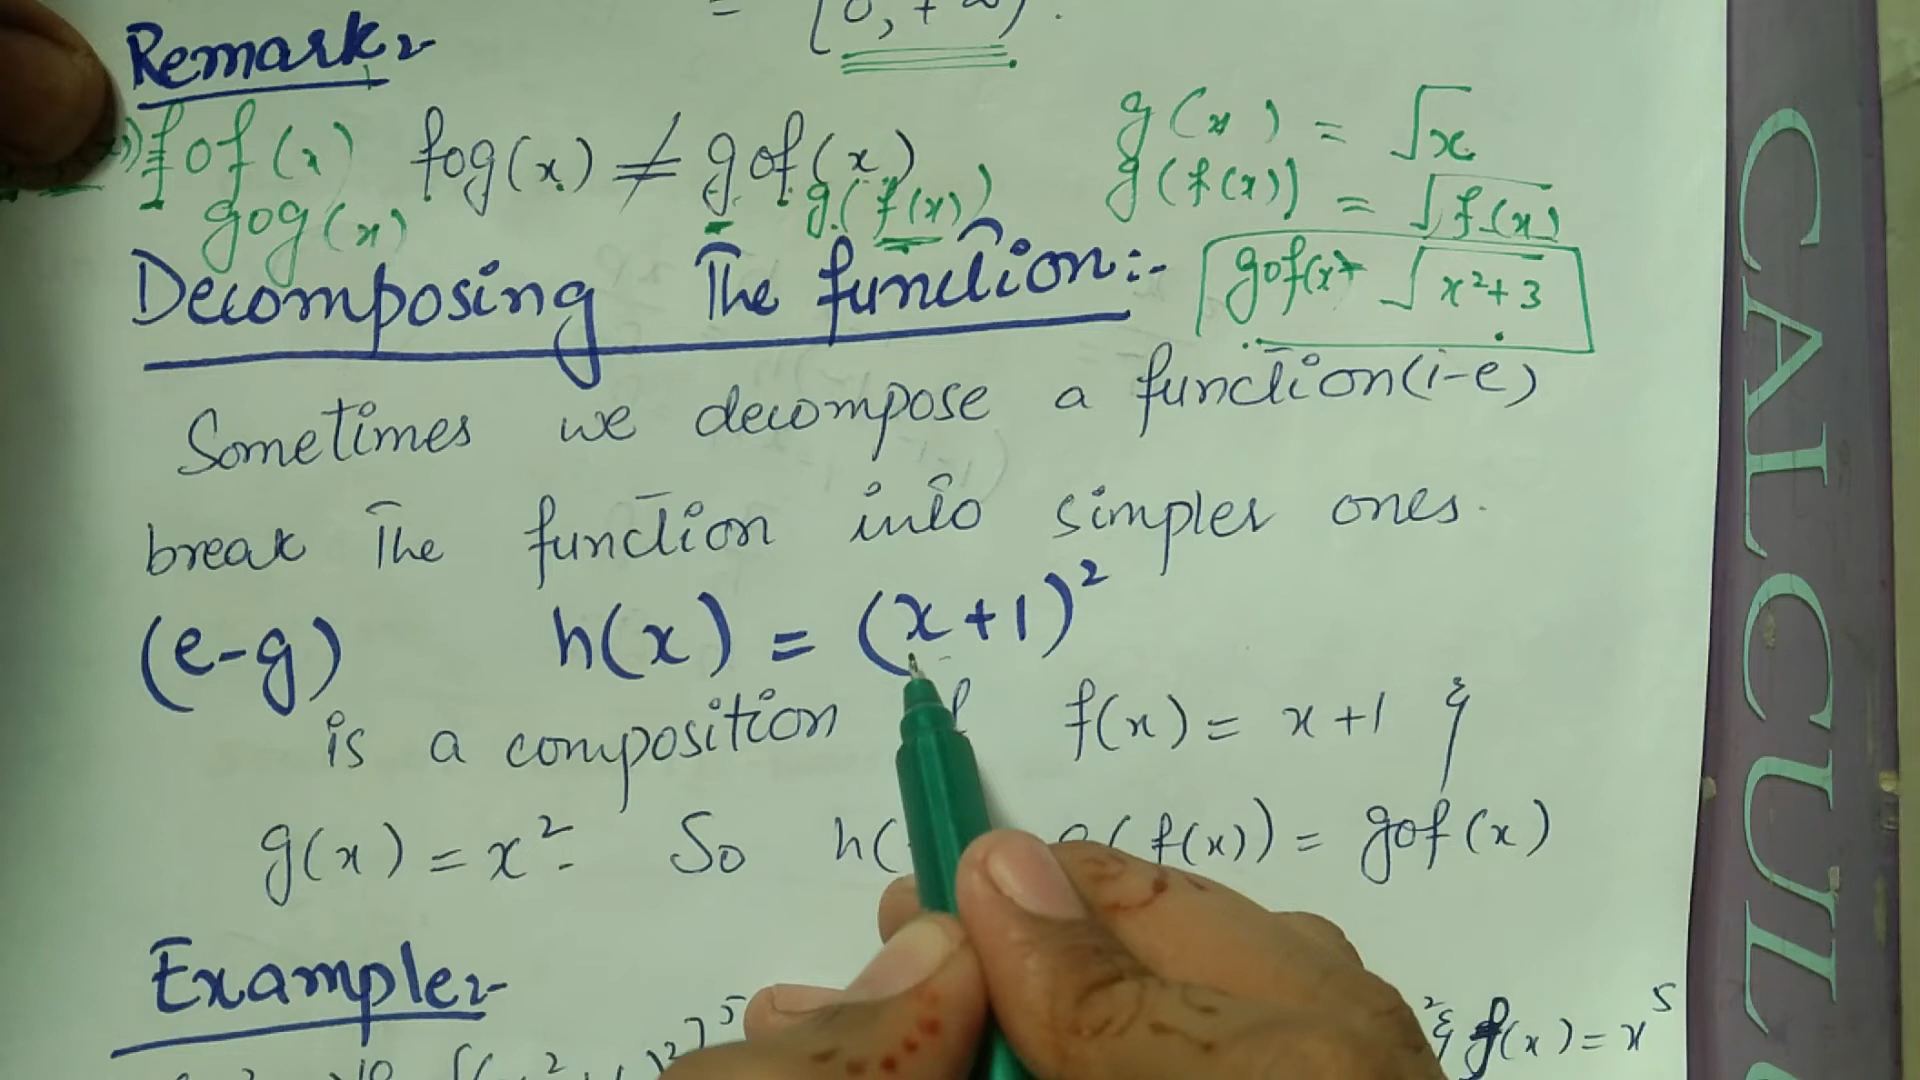 = [0, +∞).
Remark:-
fof(x) fog(x) ≠ gof(x)
gog(x) g(f(x))
g(x) = √x
g(f(x)) = √f(x)
gof(x) = √x²+3
Decomposing The function:-
Sometimes we decompose a function (i-e)
break The function into simpler ones.
(e-g) h(x) = (x+1)²
is a composition f(x) = x+1 &
g(x) = x². So h( (f(x)) = gof(x)
Example:-
& f(x) = x⁵
CALCUL